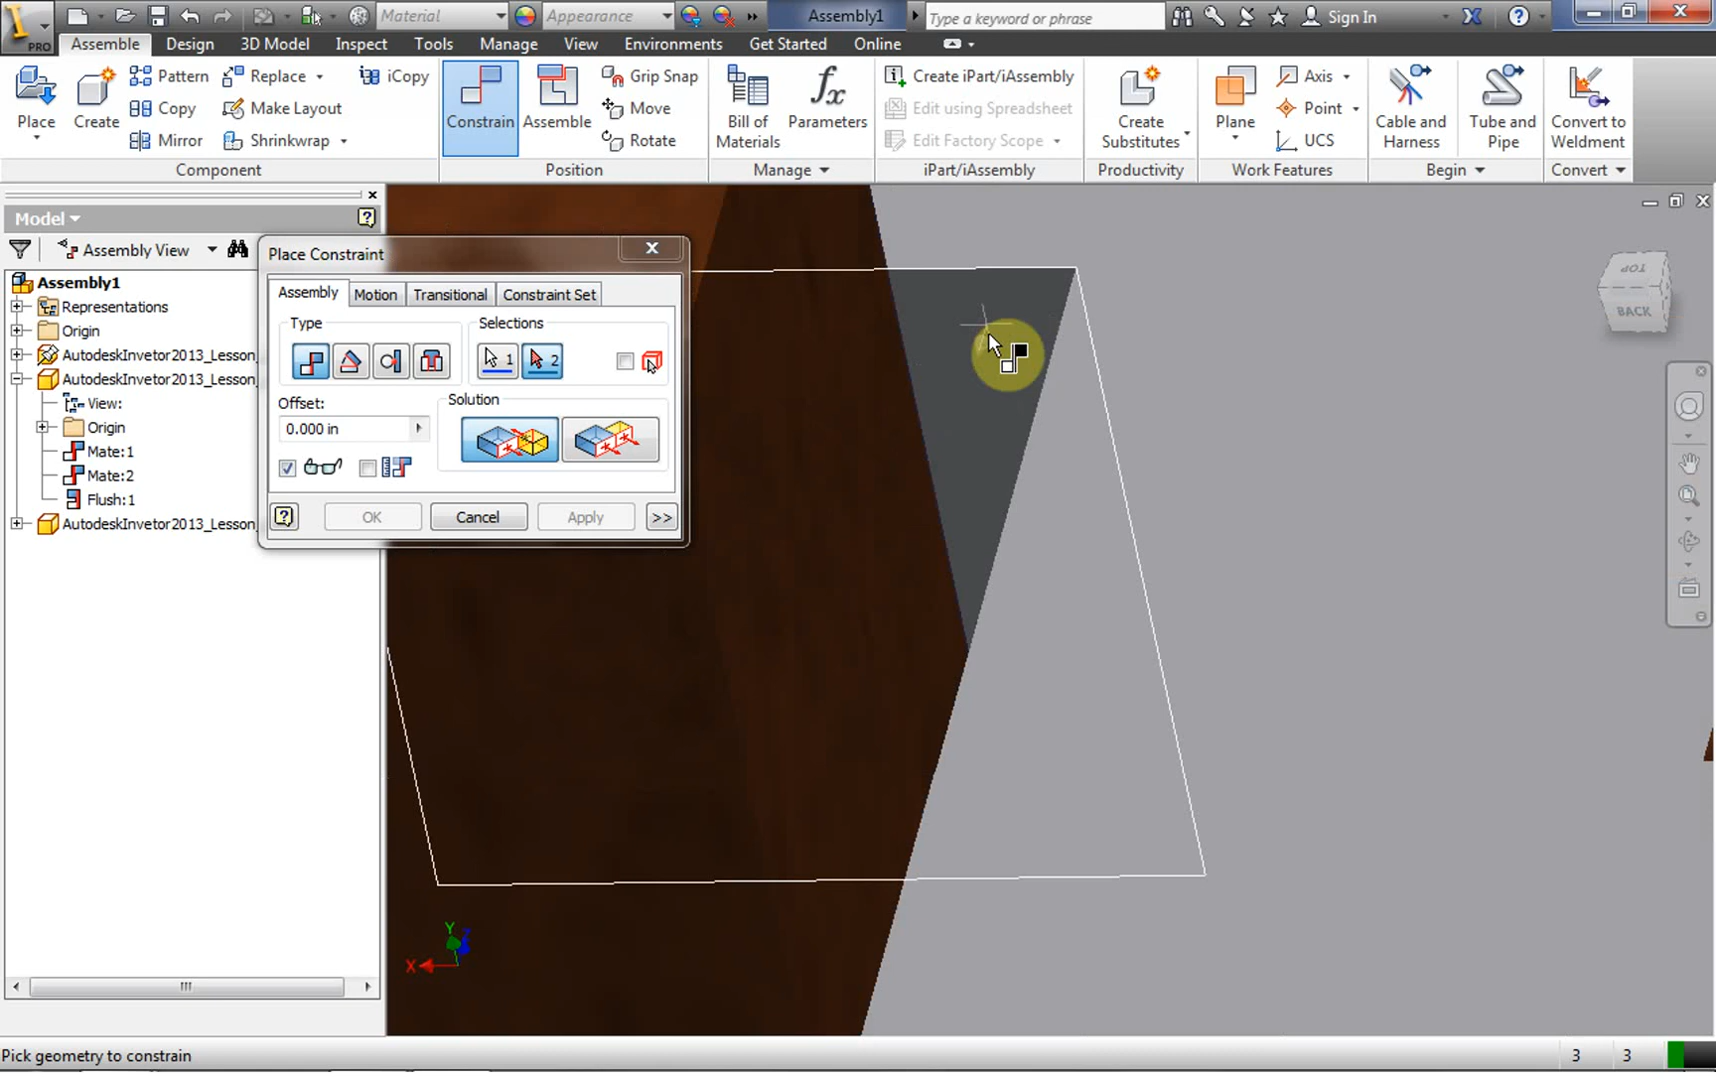 PRO
Material
Appearance
Assembly1
Type a keyword or phrase
Sign In
Assemble
Design
3D Model
Inspect
Tools
Manage
View
Environments
Get Started
Online
Place
Create
Pattern
Copy
Mirror
Replace
Make Layout
Shrinkwrap
iCopy
Component
Constrain
Assemble
Grip Snap
Move
Rotate
Position
Bill of
Materials
fx
Parameters
Manage
Create iPart/iAssembly
Edit using Spreadsheet
Edit Factory Scope
iPart/iAssembly
Create
Substitutes
Productivity
Plane
Axis
Point
UCS
Work Features
Cable and
Harness
Tube and
Pipe
Begin
Convert to
Weldment
Convert
Model
Assembly View
Assembly1
Representations
Origin
AutodeskInvetor2013_Lesson_
AutodeskInvetor2013_Lesson_
View:
Origin
Mate:1
Mate:2
Flush:1
AutodeskInvetor2013_Lesson_
Place Constraint
Assembly
Motion
Transitional
Constraint Set
Type
Selections
1
2
Offset:
0.000 in
Solution
OK
Cancel
Apply
>>
TOP
BACK
Y
Z
X
Pick geometry to constrain
3
3